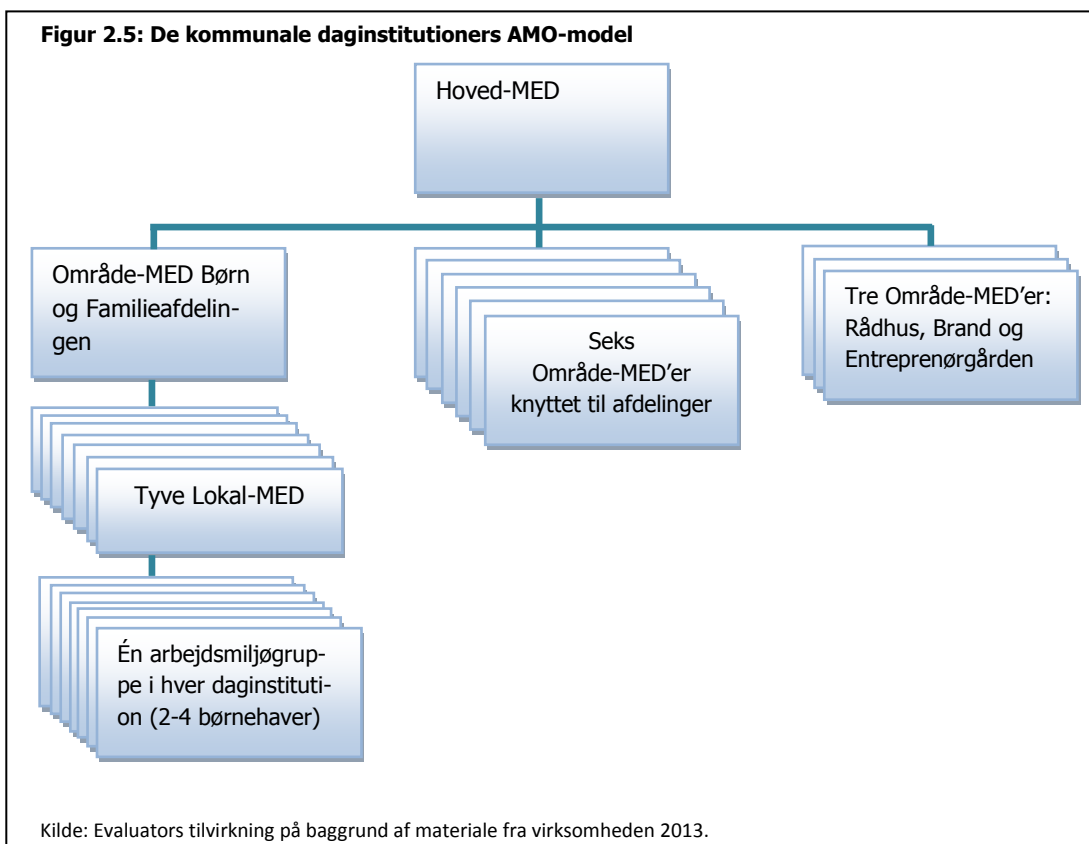 Figur 2.5: De kommunale daginstitutioners AMO-model
Hoved-MED
Område-MED Børn
og Familieafdelin-
gen
Seks
Område-MED’er
knyttet til afdelinger
Tre Område-MED’er:
Rådhus, Brand og
Entreprenørgården
Tyve Lokal-MED
Én arbejdsmiljøgrup-
pe i hver daginstituti-
on (2-4 børnehaver)
Kilde: Evaluators tilvirkning på baggrund af materiale fra virksomheden 2013.